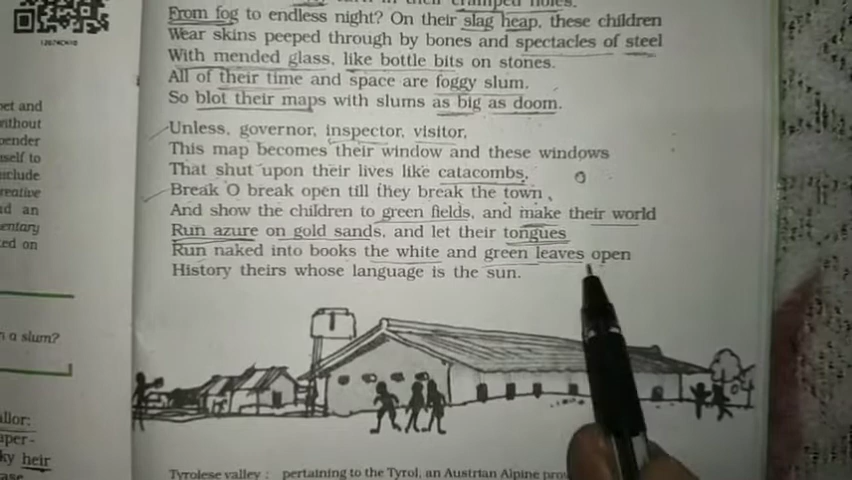 their cramped holes.
From fog to endless night? On their slag heap, these children
Wear skins peeped through by bones and spectacles of steel
With mended glass, like bottle bits on stones.
All of their time and space are foggy slum.
So blot their maps with slums as big as doom.
Unless, governor, inspector, visitor,
This map becomes their window and these windows
That shut upon their lives like catacombs,
Break O break open till they break the town
And show the children to green fields, and make their world
Run azure on gold sands, and let their tongues
Run naked into books the white and green leaves open
History theirs whose language is the sun.
Tyrolese valley : pertaining to the Tyrol, an Austrian Alpine
et and
ithout
ender
self to
clude
reative
d an
entary
ed on
n a slum?
llor:
aper-
ky heir